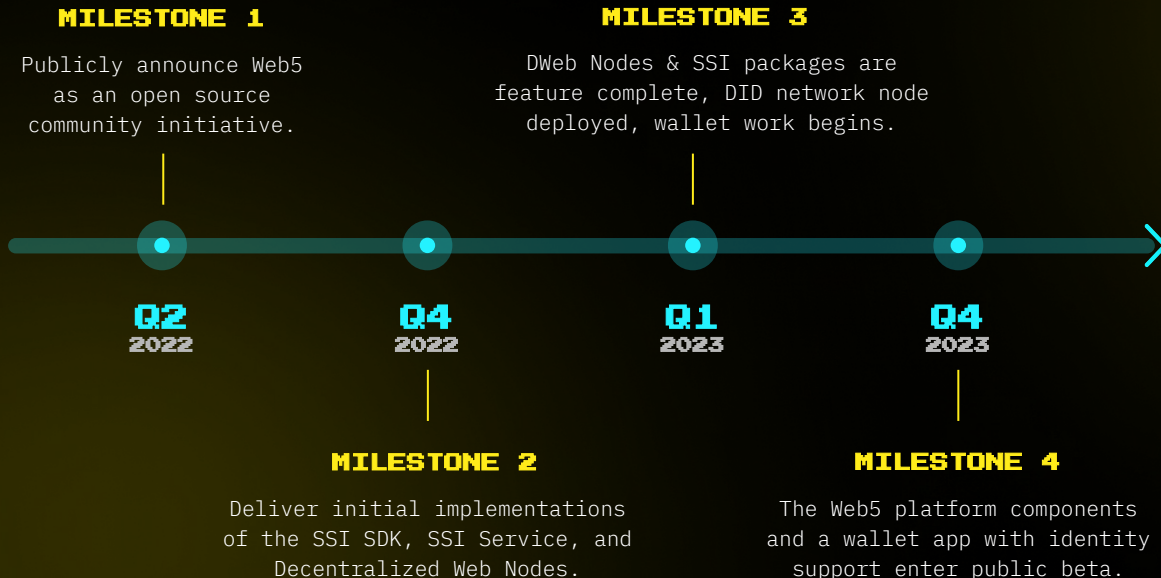 MILESTONE 1
Publicly announce Web5
as an open source
community initiative.
MILESTONE 3
DWeb Nodes & SSI packages are
feature complete, DID network node
deployed, wallet work begins.
Q2
2022
Q4
2022
Q1
2023
Q4
2023
MILESTONE 2
Deliver initial implementations
of the SSI SDK, SSI Service, and
Decentralized Web Nodes.
MILESTONE 4
The Web5 platform components
and a wallet app with identity
support enter public beta.